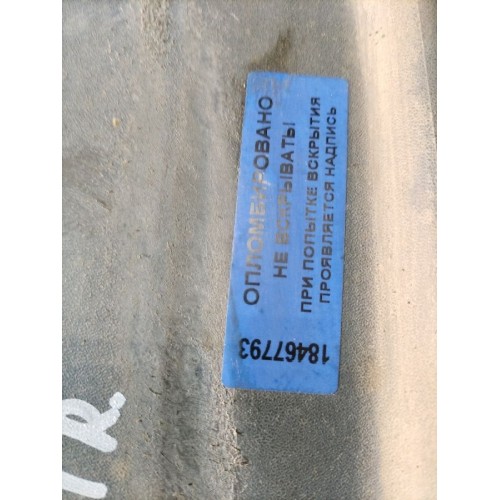 ОПЛОМБИРОВАНО
НЕ ВСКРЫВАТЬ!
ПРИ ПОПЫТКЕ ВСКРЫТИЯ
ПРОЯВЛЯЕТСЯ НАДПИСЬ
18467793
R.